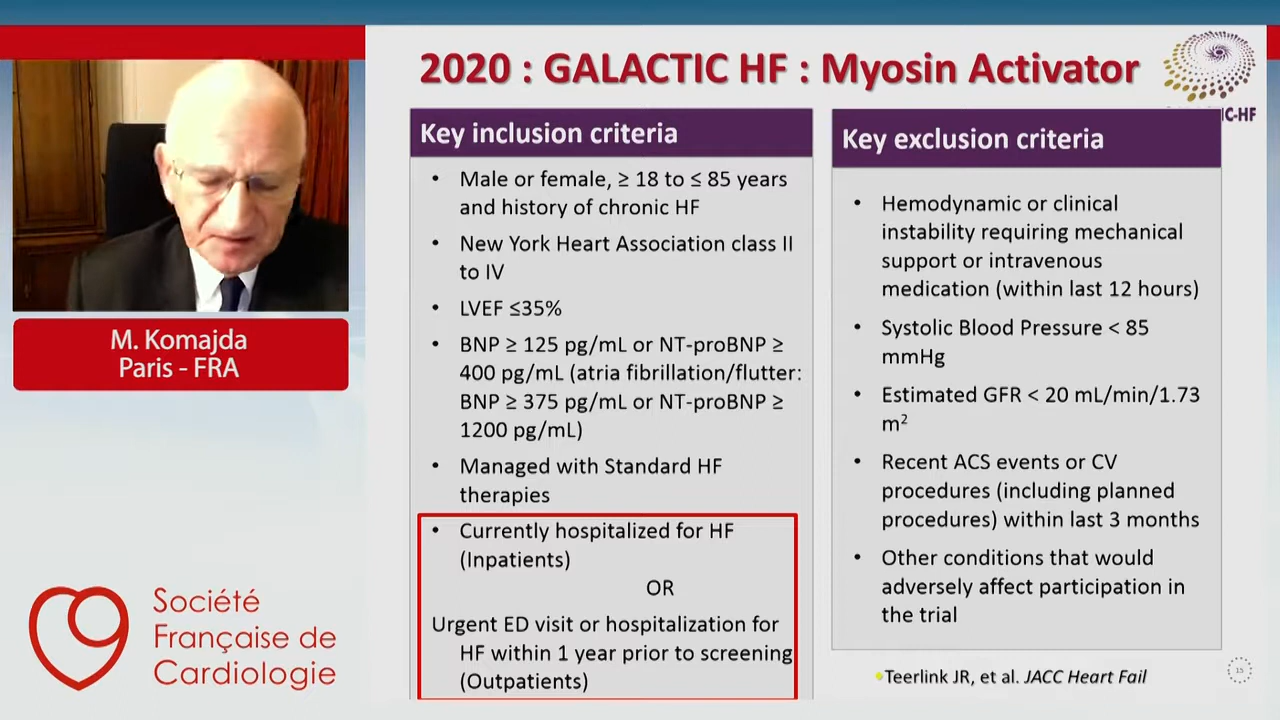 2020 : GALACTIC HF : Myosin Activator
C-HF
M. Komajda
Paris - FRA
Société
Française de
Cardiologie
Key inclusion criteria
• Male or female, ≥ 18 to ≤ 85 years
and history of chronic HF
• New York Heart Association class II
to IV
• LVEF ≤35%
• BNP ≥ 125 pg/mL or NT-proBNP ≥
400 pg/mL (atria fibrillation/flutter:
BNP ≥ 375 pg/mL or NT-proBNP ≥
1200 pg/mL)
• Managed with Standard HF
therapies
• Currently hospitalized for HF
(Inpatients)
OR
Urgent ED visit or hospitalization for
HF within 1 year prior to screening
(Outpatients)
Key exclusion criteria
• Hemodynamic or clinical
instability requiring mechanical
support or intravenous
medication (within last 12 hours)
• Systolic Blood Pressure < 85
mmHg
• Estimated GFR < 20 mL/min/1.73
m²
• Recent ACS events or CV
procedures (including planned
procedures) within last 3 months
• Other conditions that would
adversely affect participation in
the trial
•Teerlink JR, et al. JACC Heart Fail
15